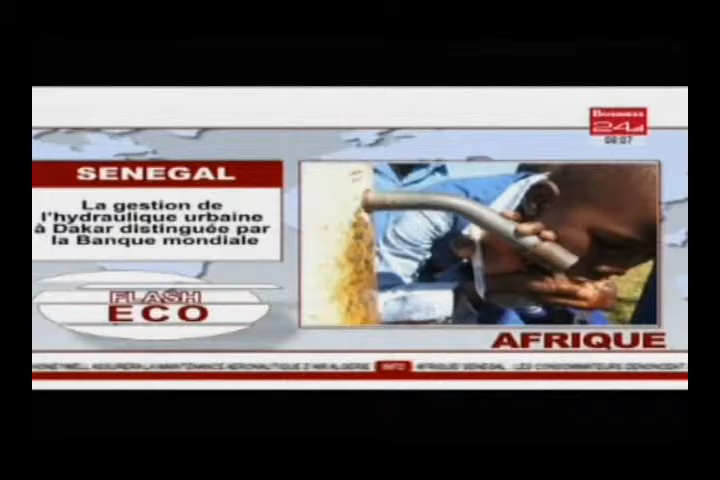 BUSINESS
24
08:07
SENEGAL
La gestion de
l'hydraulique urbaine
à Dakar distinguée par
la Banque mondiale
FLASH
ECO
AFRIQUE
HONEYWELL ASSURERA LA MAINTENANCE AERONAUTIQUE D'AIR ALGERIE INFO AFRIQUE/ SENEGAL : LES CONSOMMATEURS DENONCENT